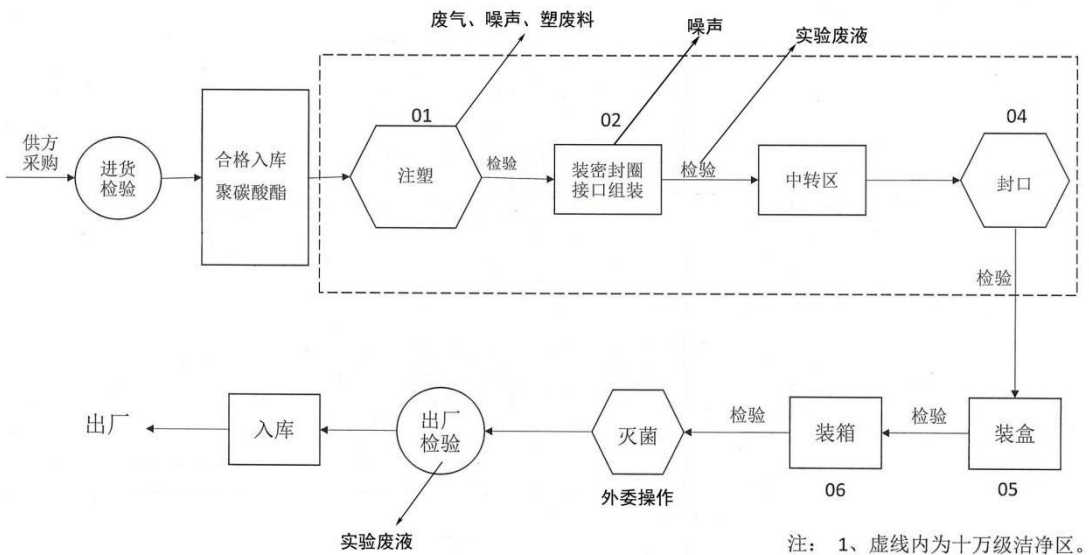 废气、噪声、塑废料
噪声
实验废液
01
02
04
供方
采购
进货
检验
合格入库
聚碳酸酯
注塑
检验
装密封圈
接口组装
检验
中转区
封口
检验
出厂
入库
出厂
检验
灭菌
检验
装箱
检验
装盒
外委操作
06
05
实验废液
注： 1、虚线内为十万级洁净区。